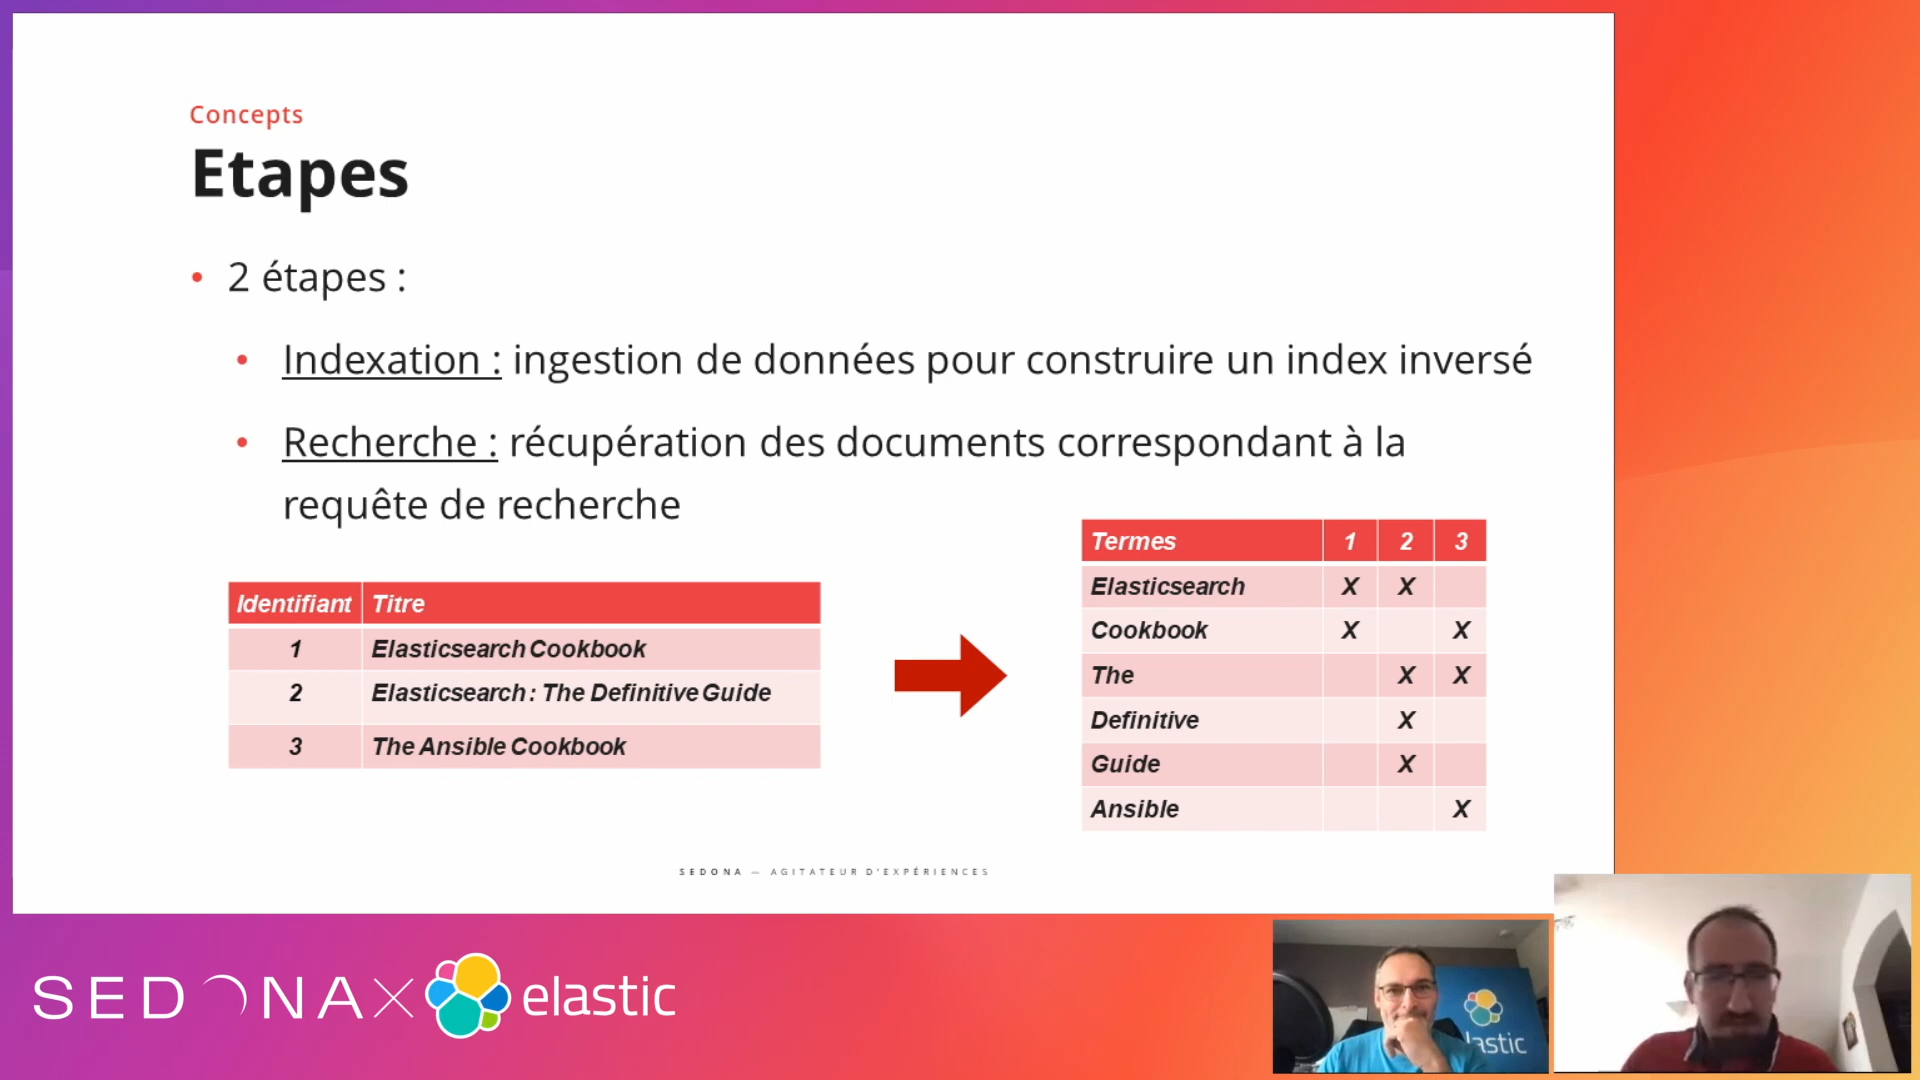 Concepts
Etapes
• 2 étapes :
• Indexation : ingestion de données pour construire un index inversé
• Recherche : récupération des documents correspondant à la
requête de recherche
Identifiant Titre
1 Elasticsearch Cookbook
2 Elasticsearch : The Definitive Guide
3 The Ansible Cookbook
Termes 1 2 3
Elasticsearch X X
Cookbook X X
The X X
Definitive X
Guide X
Ansible X
SEDONA — AGITATEUR D'EXPÉRIENCES
SEDONA X elastic
lastic